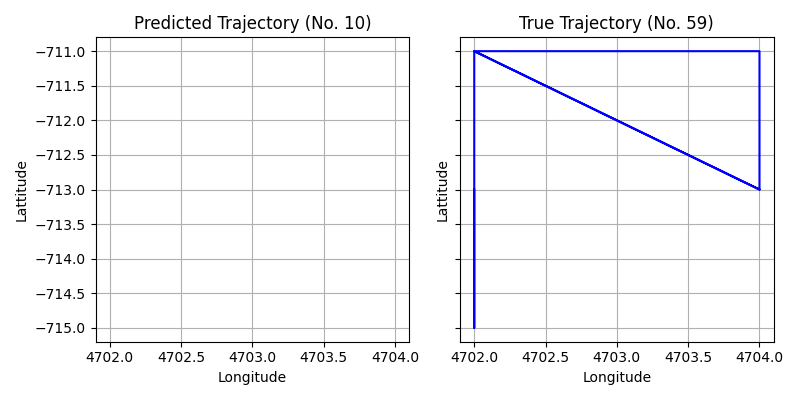 Predicted Trajectory (No. 10)
−711.0
−711.5
−712.0
−712.5
−713.0
−713.5
−714.0
−714.5
−715.0
Lattitude
4702.0 4702.5 4703.0 4703.5 4704.0
Longitude
True Trajectory (No. 59)
Lattitude
4702.0 4702.5 4703.0 4703.5 4704.0
Longitude